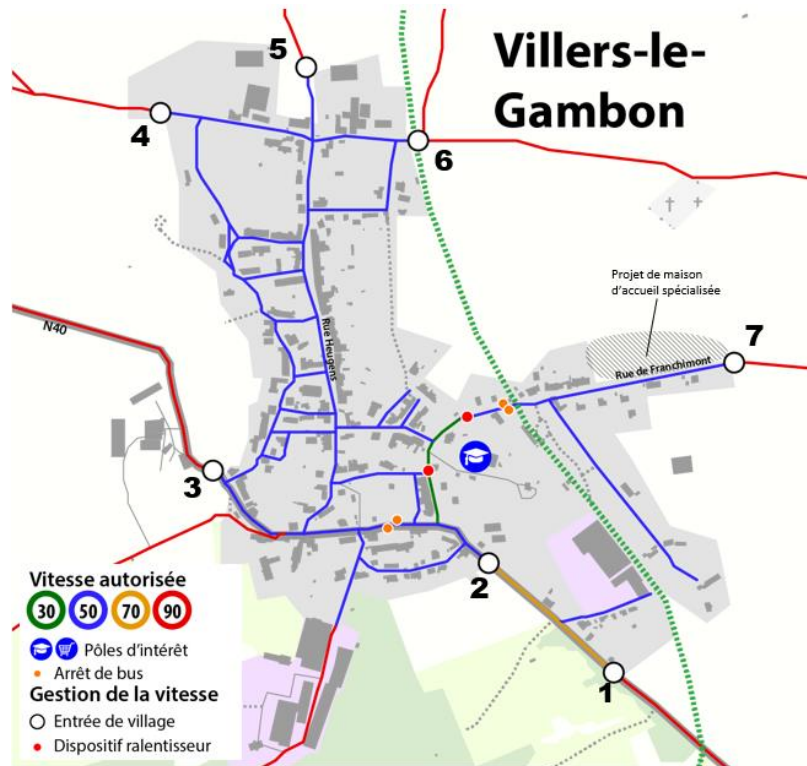 Villers-le-
Gambon
5
4
6
Projet de maison
d'accueil spécialisée
7
Rue de Franchimont
N40
Rue Heugens
3
2
1
Vitesse autorisée
30 50 70 90
Pôles d'intérêt
Arrêt de bus
Gestion de la vitesse
Entrée de village
Dispositif ralentisseur